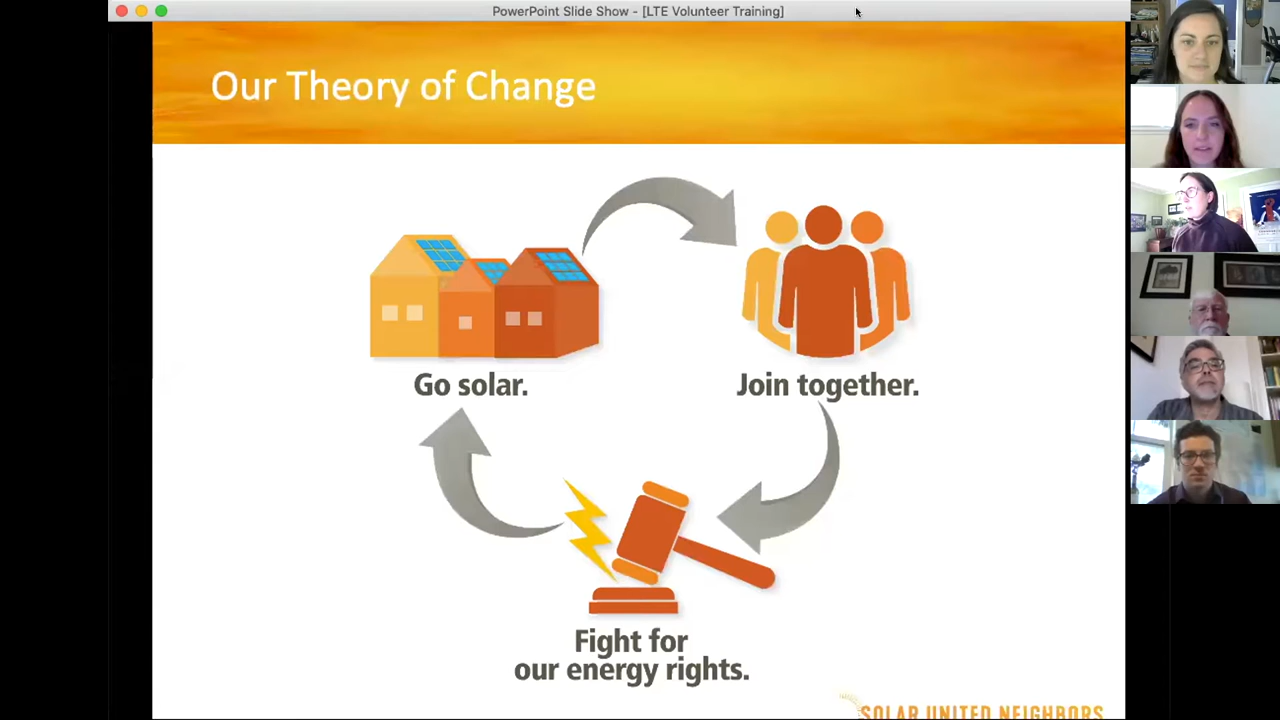 PowerPoint Slide Show - [LTE Volunteer Training]
Our Theory of Change
Go solar.
Join together.
Fight for
our energy rights.
SOLAR UNITED NEIGHBORS